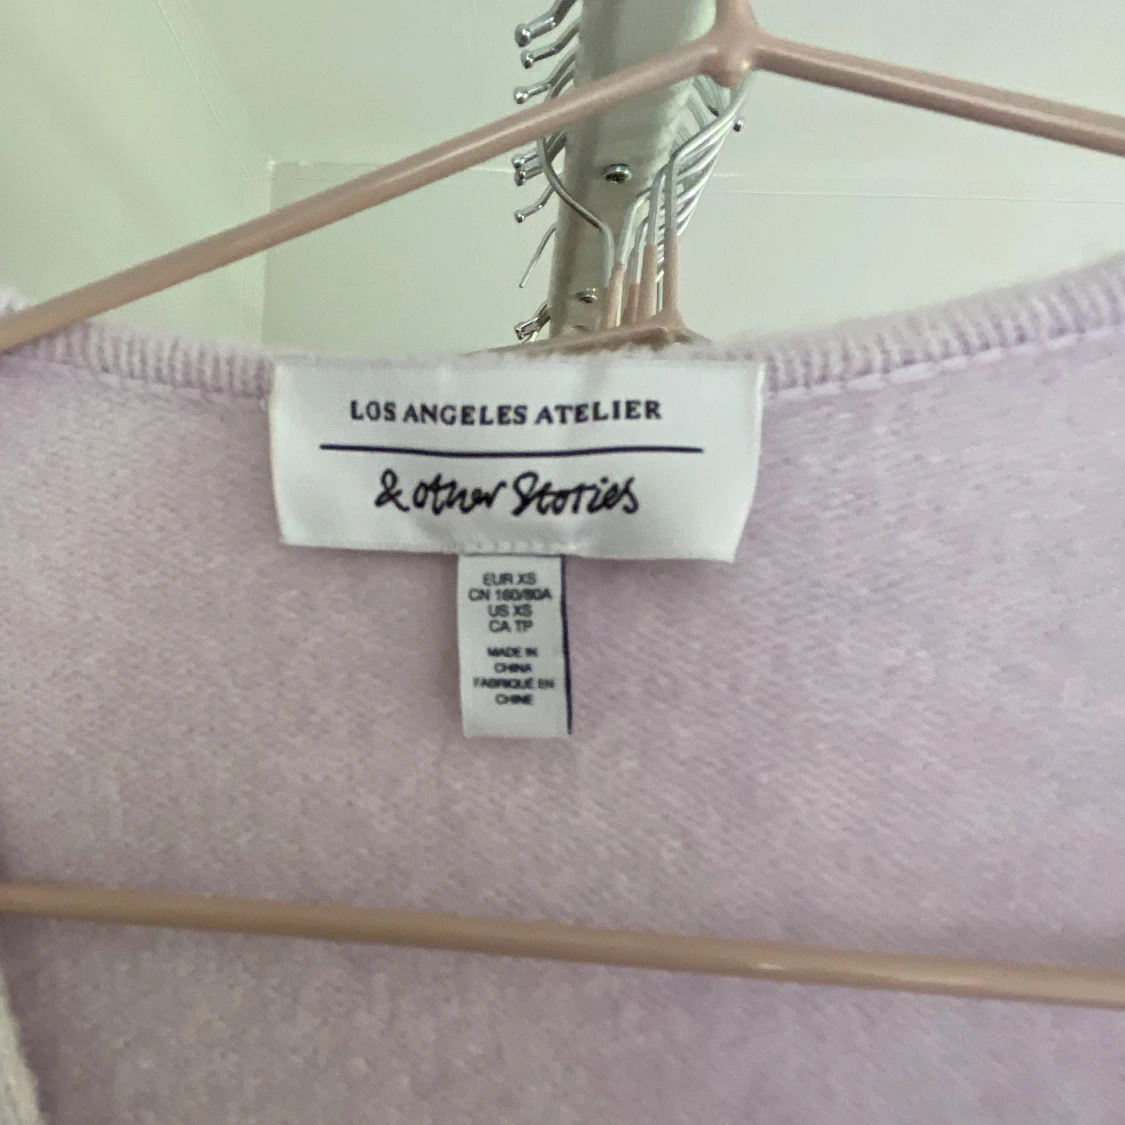 LOS ANGELES ATELIER
& other Stories
EUR XS
CN 160/80A
US XS
CA TP
MADE IN
CHINA
FABRIQUÉ EN
CHINE